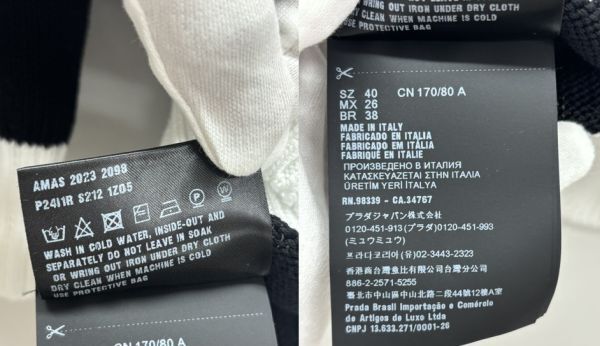 AMAS 2023 2098
P24I1R S212 1Z05
P
W
WASH IN COLD WATER, INSIDE-OUT AND
SEPARATELY DO NOT LEAVE IN SOAK
OR WRING OUT IRON UNDER DRY CLOTH
DRY CLEAN WHEN MACHINE IS COLD
USE PROTECTIVE BAG
CN 170/80 A
OR WRING OUT IRON UNDER DRY CLOTH
DRY CLEAN WHEN MACHINE IS COLD
USE PROTECTIVE BAG
SZ 40 CN 170/80 A
MX 26
BR 38
MADE IN ITALY
FABRICADO EN ITALIA
FABRICADO EM ITÁLIA
FABRIQUÉ EN ITALIE
ПРОИЗВЕДЕНО В ИТАЛИЯ
ΚΑΤΑΣΚΕΥΑΖΕΤΑΙ ΣΤΗΝ ΙΤΑΛΙΑ
ÜRETİM YERİ İTALYA
RN.98339 - CA.34767
プラダジャパン株式会社
0120-451-913(プラダ) 0120-451-993
(ミュウミュウ)
프라다코리아(유) 02-3443-2323
香港商台灣童比有限公司台灣分公司
886-2-2571-5255
臺北市中山區中山北路二段44號12樓A室
Prada Brasil Importação e Comércio
de Artigos de Luxo Ltda
CNPJ 13.633.271/0001-26